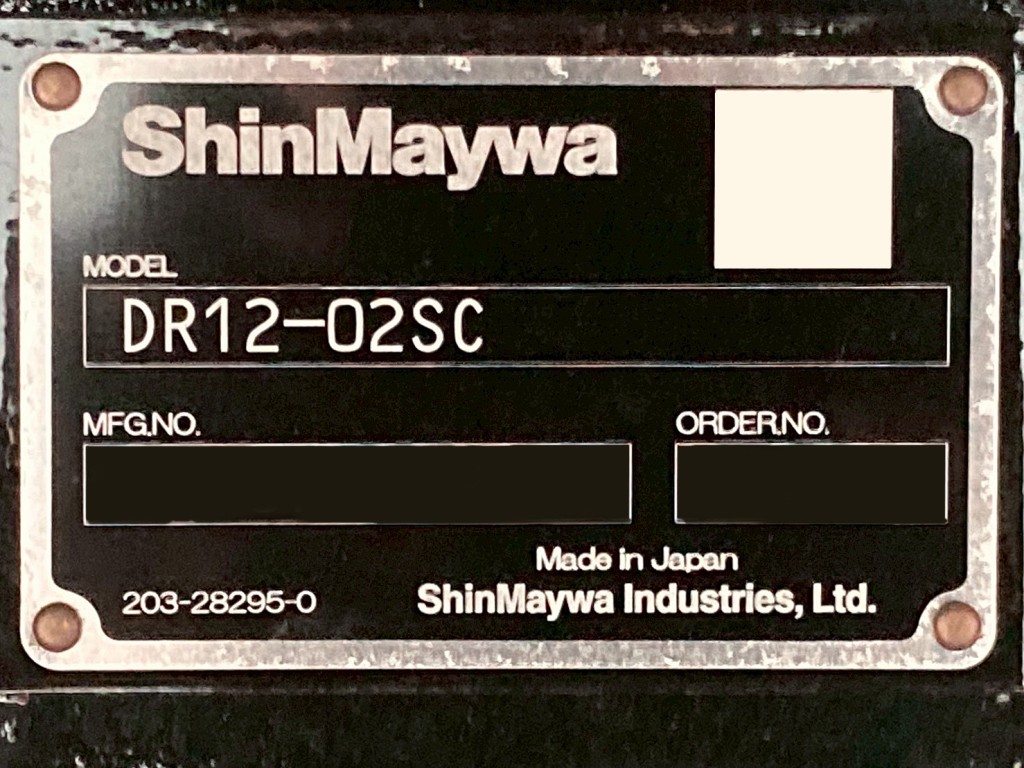 ShinMaywa
MODEL
DR12-02SC
MFG.NO. ORDER.NO.
Made in Japan
203-28295-0 ShinMaywa Industries, Ltd.